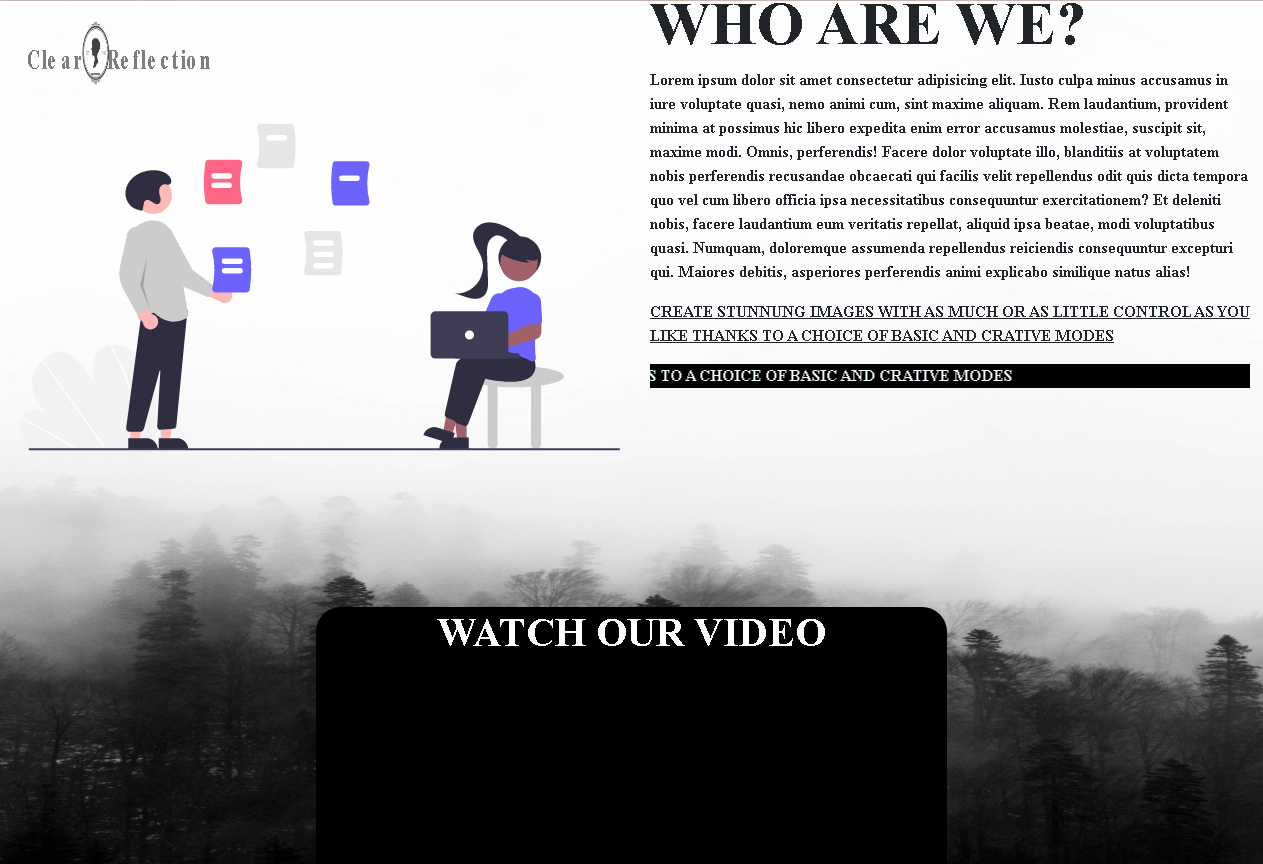 Clear Reflection
WHO ARE WE?
Lorem ipsum dolor sit amet consectetur adipisicing elit. Iusto culpa minus accusamus in
iure voluptate quasi, nemo animi cum, sint maxime aliquam. Rem laudantium, provident
minima at possimus hic libero expedita enim error accusamus molestiae, suscipit sit,
maxime modi. Omnis, perferendis! Facere dolor voluptate illo, blanditiis at voluptatem
nobis perferendis recusandae obcaecati qui facilis velit repellendus odit quis dicta tempora
quo vel cum libero officia ipsa necessitatibus consequuntur exercitationem? Et deleniti
nobis, facere laudantium eum veritatis repellat, aliquid ipsa beatae, modi voluptatibus
quasi. Numquam, doloremque assumenda repellendus reiciendis consequuntur excepturi
qui. Maiores debitis, asperiores perferendis animi explicabo similique natus alias!
CREATE STUNNUNG IMAGES WITH AS MUCH OR AS LITTLE CONTROL AS YOU
LIKE THANKS TO A CHOICE OF BASIC AND CRATIVE MODES
S TO A CHOICE OF BASIC AND CRATIVE MODES
WATCH OUR VIDEO